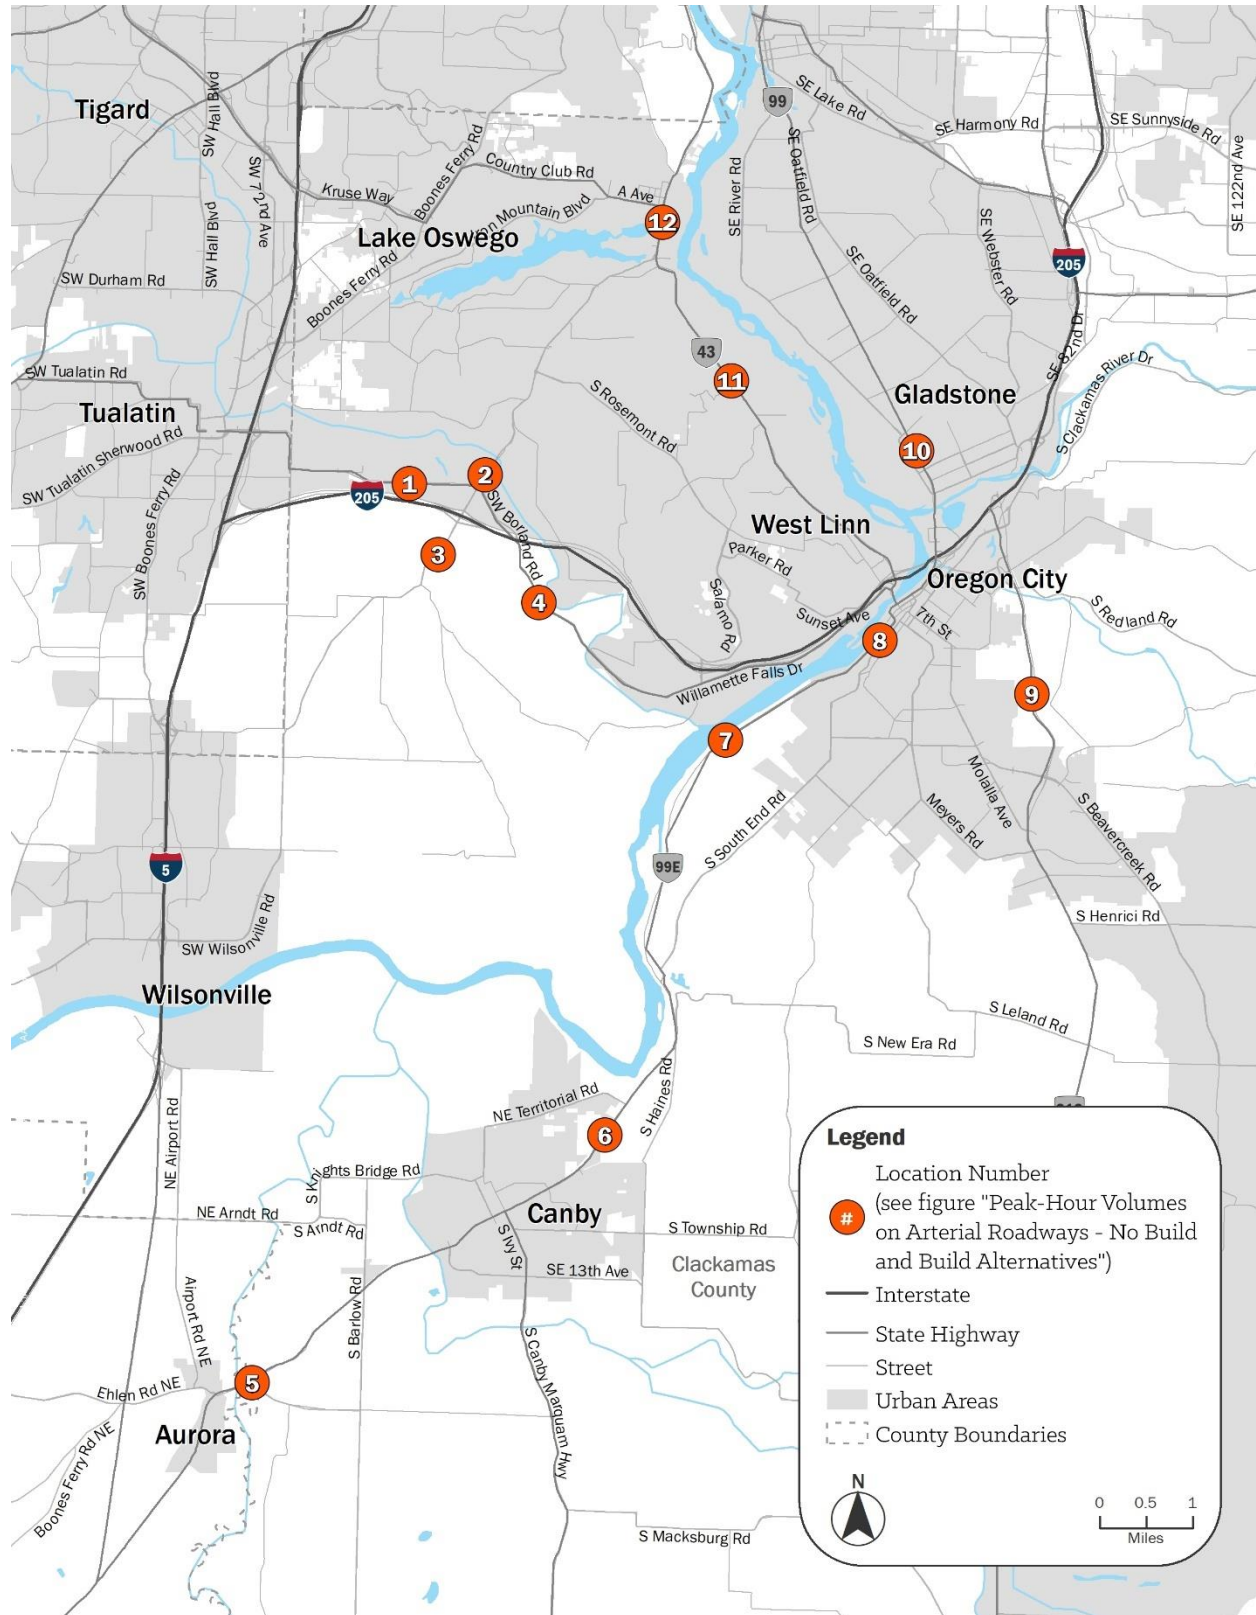 Tigard
SW Hall Blvd
SW 72nd Ave
SW Hall Blvd
Kruse Way
Boones Ferry Rd
Country Club Rd
A Ave
Iron Mountain Blvd
Lake Oswego
12
SW Durham Rd
Boones Ferry Rd
Boones Ferry Rd
99
SE Lake Rd
SE Harmony Rd
SE Sunnyside Rd
SE 122nd Ave
SE Oatfield Rd
SE River Rd
SE Webster Rd
SE Oatfield Rd
205
SE 82nd Dr
SW Tualatin Rd
Tualatin
SW Tualatin Sherwood Rd
SW Boones Ferry Rd
43
11
S Rosemont Rd
Gladstone
S Clackamas River Dr
10
1
2
205
SW Borland Rd
3
4
West Linn
Parker Rd
Salamo Rd
Sunset Ave
Oregon City
7th St
S Redland Rd
8
Willamette Falls Dr
9
7
Molalla Ave
Meyers Rd
S Beavercreek Rd
S South End Rd
99E
5
SW Wilsonville Rd
Wilsonville
S Henrici Rd
S Leland Rd
S New Era Rd
S Haines Rd
NE Territorial Rd
6
NE Airport Rd
S Knights Bridge Rd
NE Arndt Rd
S Arndt Rd
Canby
S Ivy St
S Township Rd
SE 13th Ave
Clackamas
County
Airport Rd NE
S Barlow Rd
S Canby Marquam Hwy
Ehlen Rd NE
5
Aurora
Boones Ferry Rd NE
S Macksburg Rd
Legend
#
Location Number
(see figure "Peak-Hour Volumes
on Arterial Roadways - No Build
and Build Alternatives")
Interstate
State Highway
Street
Urban Areas
County Boundaries
N
0 0.5 1
Miles